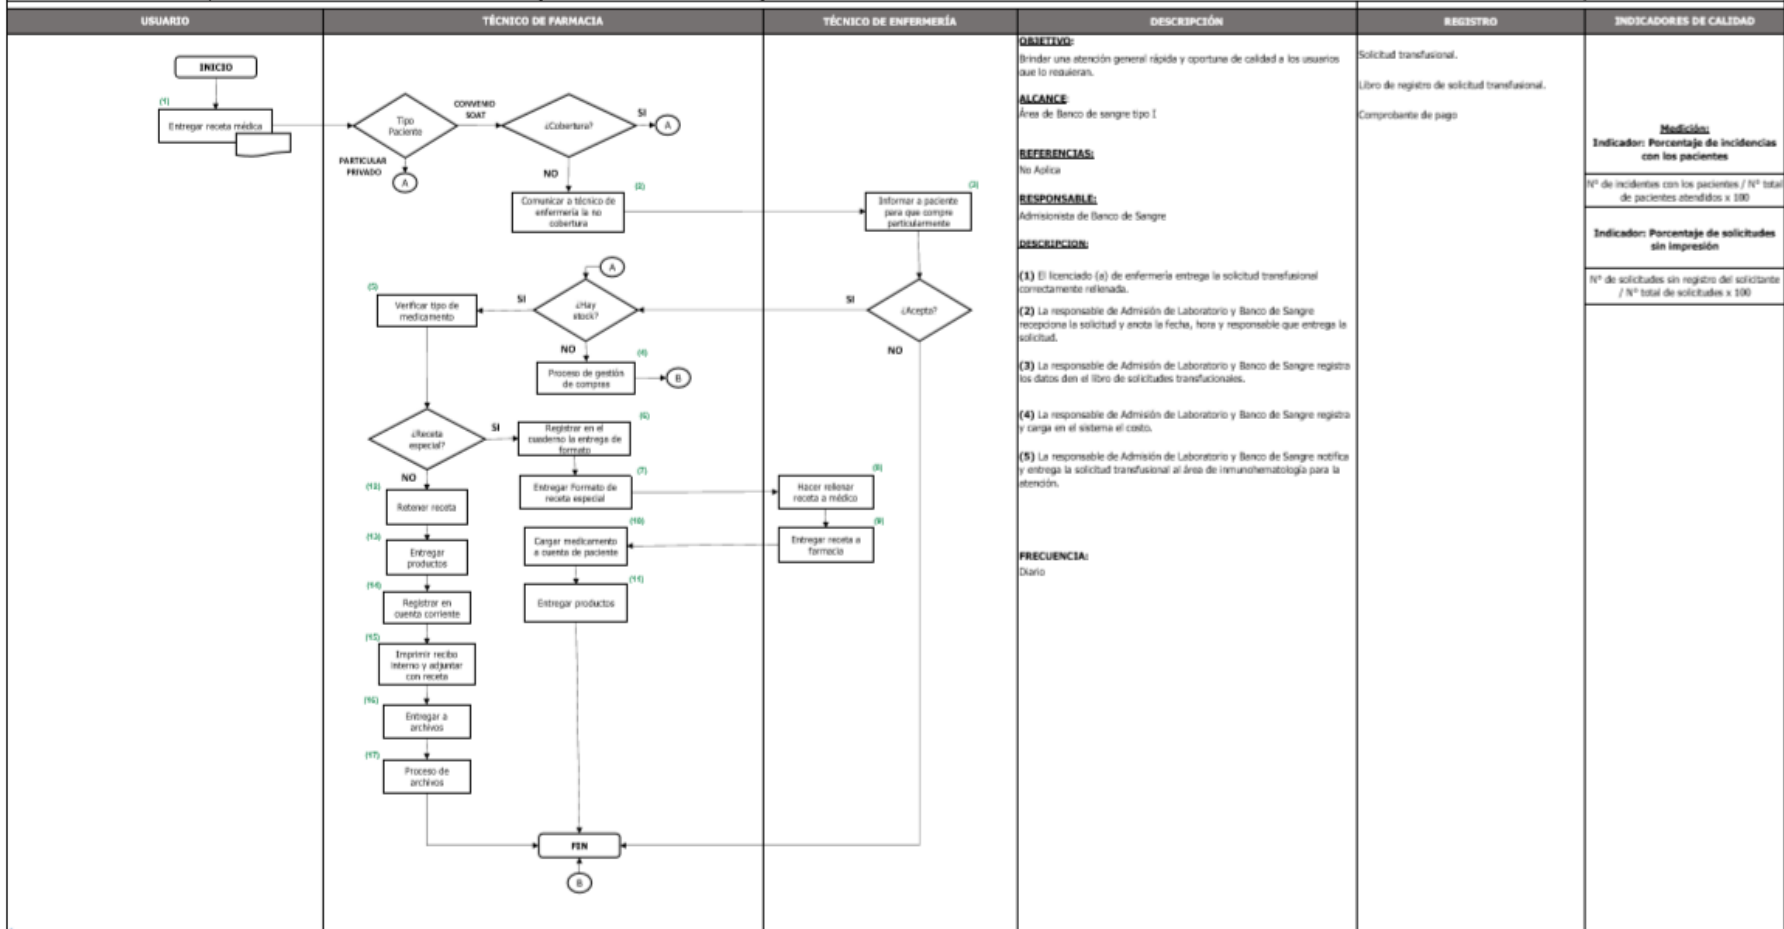 USUARIO
TÉCNICO DE FARMACIA
TÉCNICO DE ENFERMERÍA
DESCRIPCIÓN
REGISTRO
INDICADORES DE CALIDAD
INICIO
(1)
Entregar receta médica
Tipo
Paciente
CONVENIO
SOAT
PARTICULAR
PRIVADO
A
¿Cobertura?
SI
A
NO
(2)
Comunicar a técnico de
enfermería la no
cobertura
(3)
Informar a paciente
para que compre
particularmente
¿Acepta?
SI
NO
A
¿Hay
stock?
SI
NO
(4)
Proceso de gestión
de compras
B
(5)
Verificar tipo de
medicamento
¿Receta
especial?
SI
NO
(6)
Registrar en el
cuaderno la entrega de
formato
(7)
Entregar Formato de
receta especial
(8)
Hacer rellenar
receta a médico
(9)
Entregar receta a
farmacia
(10)
Cargar medicamento
a cuenta de paciente
(11)
Entregar productos
(12)
Retener receta
(13)
Entregar
productos
(14)
Registrar en
cuenta corriente
(15)
Imprimir recibo
interno y adjuntar
con receta
(16)
Entregar a
archivos
(17)
Proceso de
archivos
FIN
B
OBJETIVO:
Brindar una atención general rápida y oportuna de calidad a los usuarios
que lo requieran.
ALCANCE:
Área de Banco de sangre tipo I
REFERENCIAS:
No Aplica
RESPONSABLE:
Admisionista de Banco de Sangre
DESCRIPCION:
(1) El licenciado (a) de enfermería entrega la solicitud transfusional
correctamente rellenada.
(2) La responsable de Admisión de Laboratorio y Banco de Sangre
recepciona la solicitud y anota la fecha, hora y responsable que entrega la
solicitud.
(3) La responsable de Admisión de Laboratorio y Banco de Sangre registra
los datos den el libro de solicitudes transfucionales.
(4) La responsable de Admisión de Laboratorio y Banco de Sangre registra
y carga en el sistema el costo.
(5) La responsable de Admisión de Laboratorio y Banco de Sangre notifica
y entrega la solicitud transfusional al área de inmunohematología para la
atención.
FRECUENCIA:
Diario
Solicitud transfusional.
Libro de registro de solicitud transfusional.
Comprobante de pago
Medición:
Indicador: Porcentaje de incidencias
con los pacientes
N° de incidentes con los pacientes / N° total
de pacientes atendidos x 100
Indicador: Porcentaje de solicitudes
sin impresión
N° de solicitudes sin registro del solicitante
/ N° total de solicitudes x 100